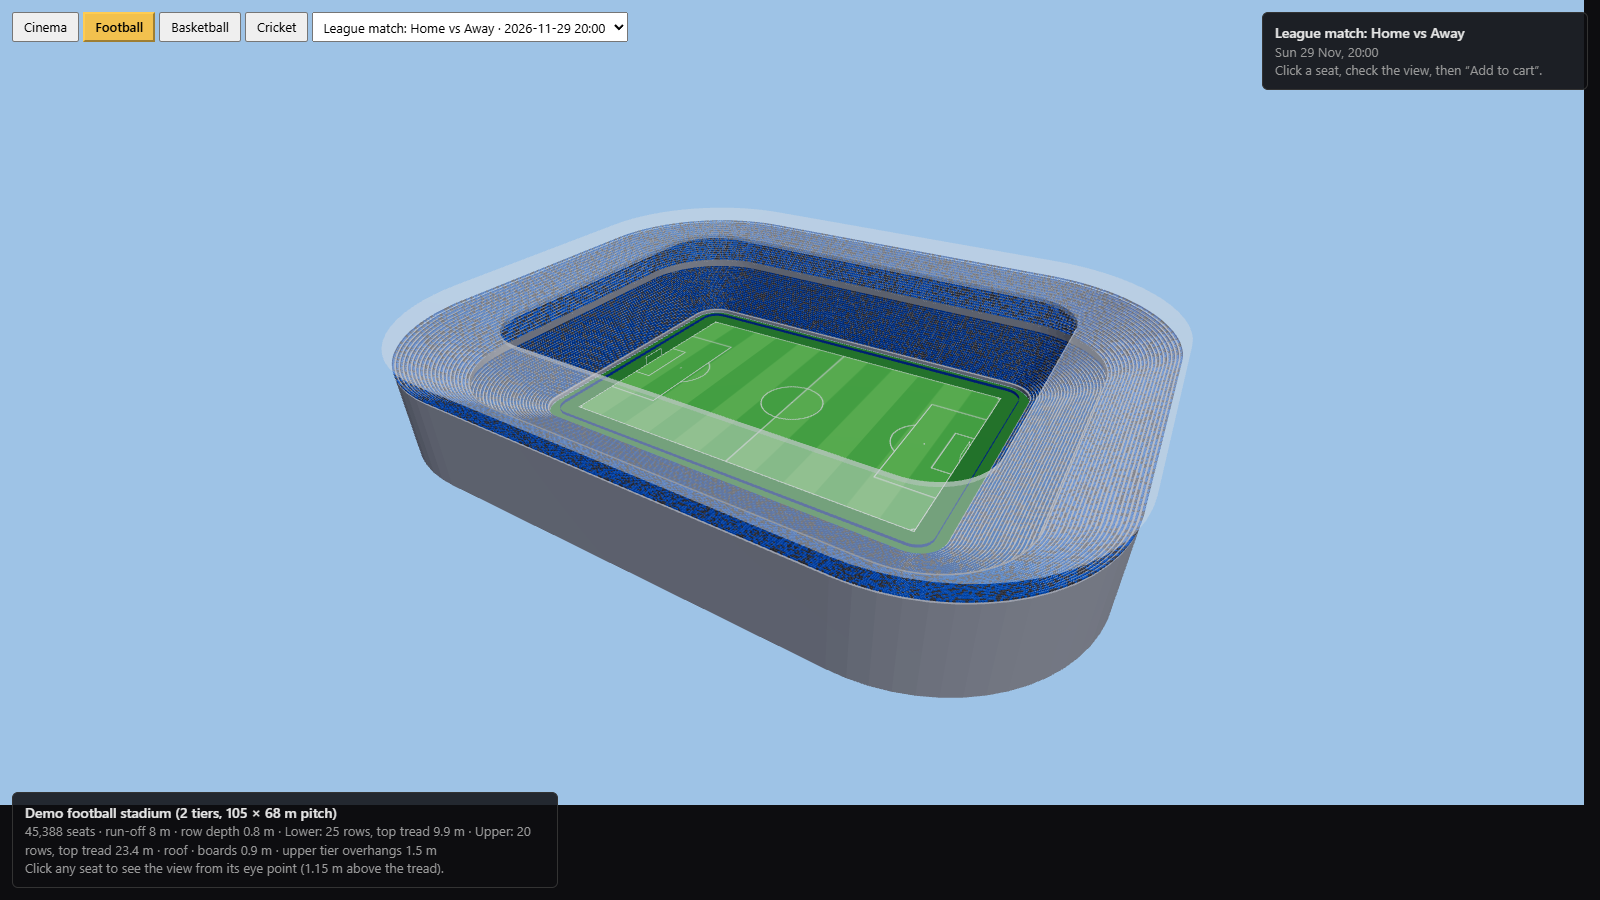 Cinema
Football
Basketball
Cricket
League match: Home vs Away · 2026-11-29 20:00
League match: Home vs Away
Sun 29 Nov, 20:00
Click a seat, check the view, then “Add to cart”.
Demo football stadium (2 tiers, 105 × 68 m pitch)
45,388 seats · run-off 8 m · row depth 0.8 m · Lower: 25 rows, top tread 9.9 m · Upper: 20
rows, top tread 23.4 m · roof · boards 0.9 m · upper tier overhangs 1.5 m
Click any seat to see the view from its eye point (1.15 m above the tread).